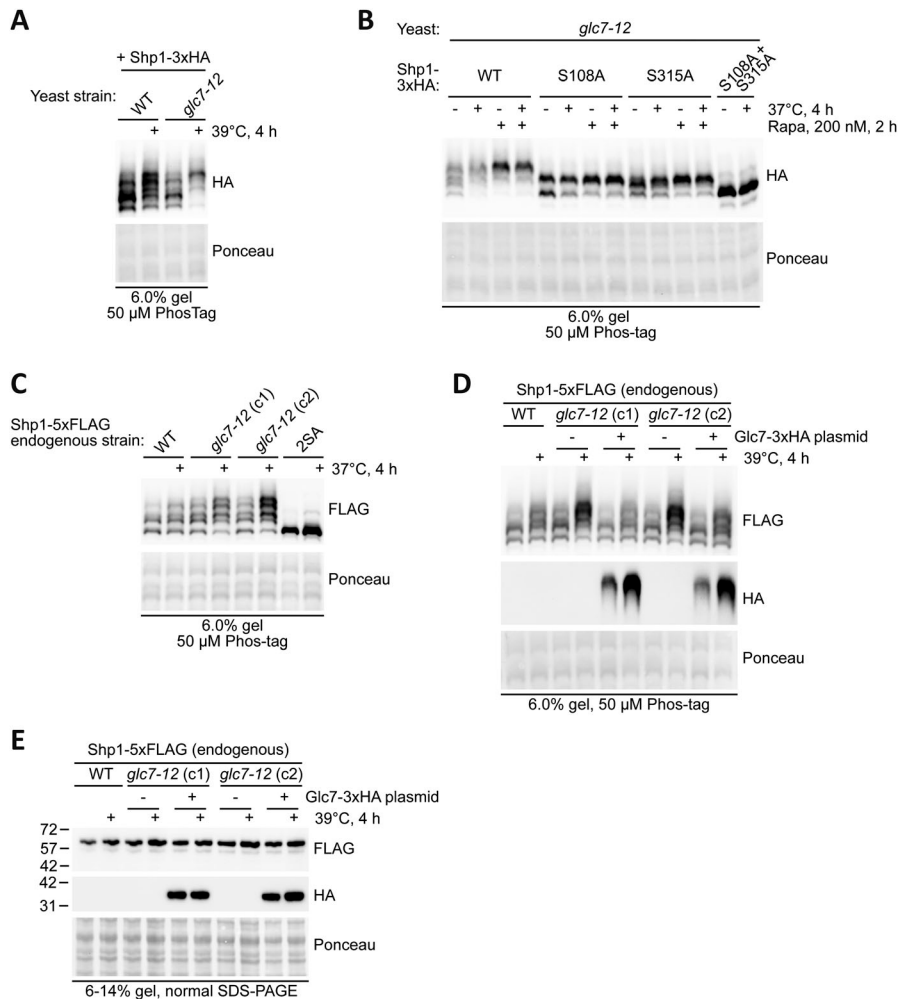 A
+ Shp1-3xHA
Yeast strain: WT glc7-12
+ + 39°C, 4 h
HA
Ponceau
6.0% gel
50 µM PhosTag
B
Yeast: glc7-12
Shp1-
3xHA: WT S108A S315A S108A + S315A
- + - + - + - + - + - + - + 37°C, 4 h
+ + + + + + Rapa, 200 nM, 2 h
HA
Ponceau
6.0% gel
50 µM Phos-tag
C
Shp1-5xFLAG
endogenous strain: WT glc7-12 (c1) glc7-12 (c2) 2SA
+ + + + 37°C, 4 h
FLAG
Ponceau
6.0% gel
50 µM Phos-tag
D
Shp1-5xFLAG (endogenous)
WT glc7-12 (c1) glc7-12 (c2)
- + - + Glc7-3xHA plasmid
+ + + + + 39°C, 4 h
FLAG
HA
Ponceau
6.0% gel, 50 µM Phos-tag
E
Shp1-5xFLAG (endogenous)
WT glc7-12 (c1) glc7-12 (c2)
- + - + Glc7-3xHA plasmid
+ + + + + 39°C, 4 h
72
57
42
FLAG
42
31
HA
Ponceau
6-14% gel, normal SDS-PAGE